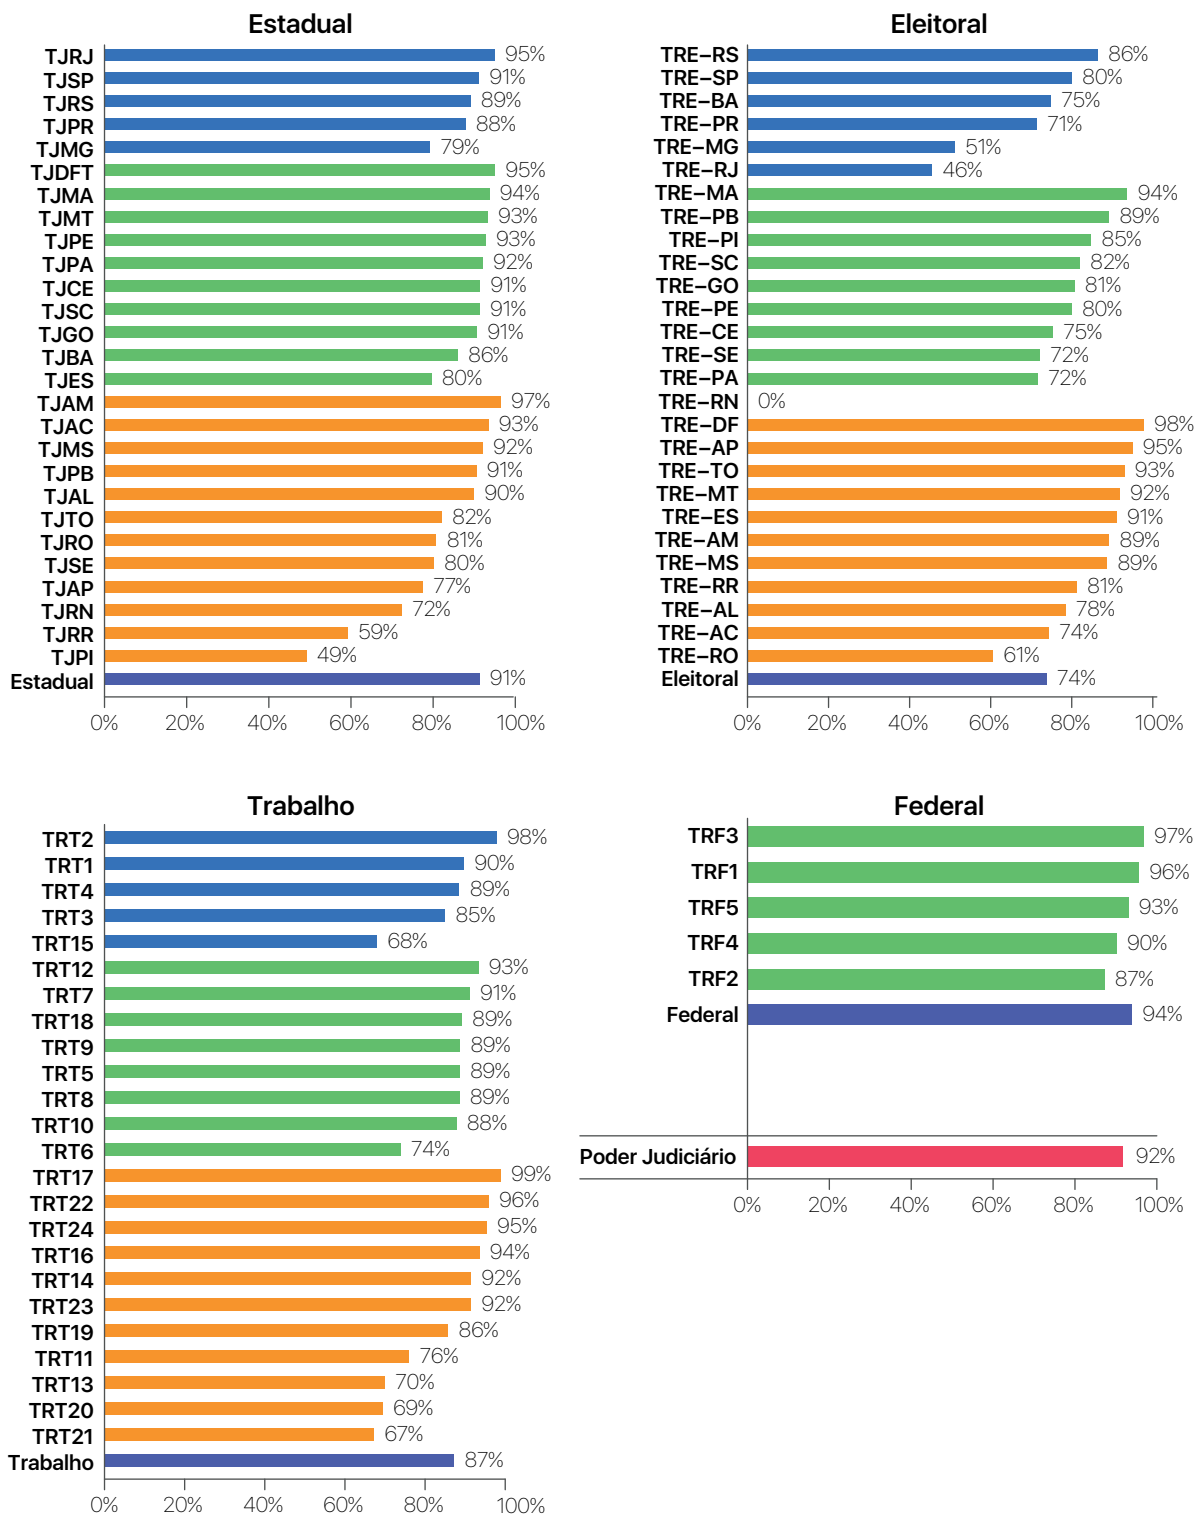 Estadual
TJRJ 95%
TJSP 91%
TJRS 89%
TJPR 88%
TJMG 79%
TJDFT 95%
TJMA 94%
TJMT 93%
TJPE 93%
TJPA 92%
TJCE 91%
TJSC 91%
TJGO 91%
TJBA 86%
TJES 80%
TJAM 97%
TJAC 93%
TJMS 92%
TJPB 91%
TJAL 90%
TJTO 82%
TJRO 81%
TJSE 80%
TJAP 77%
TJRN 72%
TJRR 59%
TJPI 49%
Estadual 91%
0% 20% 40% 60% 80% 100%
Eleitoral
TRE–RS 86%
TRE–SP 80%
TRE–BA 75%
TRE–PR 71%
TRE–MG 51%
TRE–RJ 46%
TRE–MA 94%
TRE–PB 89%
TRE–PI 85%
TRE–SC 82%
TRE–GO 81%
TRE–PE 80%
TRE–CE 75%
TRE–SE 72%
TRE–PA 72%
TRE–RN 0%
TRE–DF 98%
TRE–AP 95%
TRE–TO 93%
TRE–MT 92%
TRE–ES 91%
TRE–AM 89%
TRE–MS 89%
TRE–RR 81%
TRE–AL 78%
TRE–AC 74%
TRE–RO 61%
Eleitoral 74%
0% 20% 40% 60% 80% 100%
Trabalho
TRT2 98%
TRT1 90%
TRT4 89%
TRT3 85%
TRT15 68%
TRT12 93%
TRT7 91%
TRT18 89%
TRT9 89%
TRT5 89%
TRT8 89%
TRT10 88%
TRT6 74%
TRT17 99%
TRT22 96%
TRT24 95%
TRT16 94%
TRT14 92%
TRT23 92%
TRT19 86%
TRT11 76%
TRT13 70%
TRT20 69%
TRT21 67%
Trabalho 87%
0% 20% 40% 60% 80% 100%
Federal
TRF3 97%
TRF1 96%
TRF5 93%
TRF4 90%
TRF2 87%
Federal 94%
Poder Judiciário 92%
0% 20% 40% 60% 80% 100%